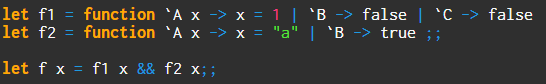 let f1 = function `A x -> x = 1 | `B -> false | `C -> false
let f2 = function `A x -> x = "a" | `B -> true ;;
let f x = f1 x && f2 x;;